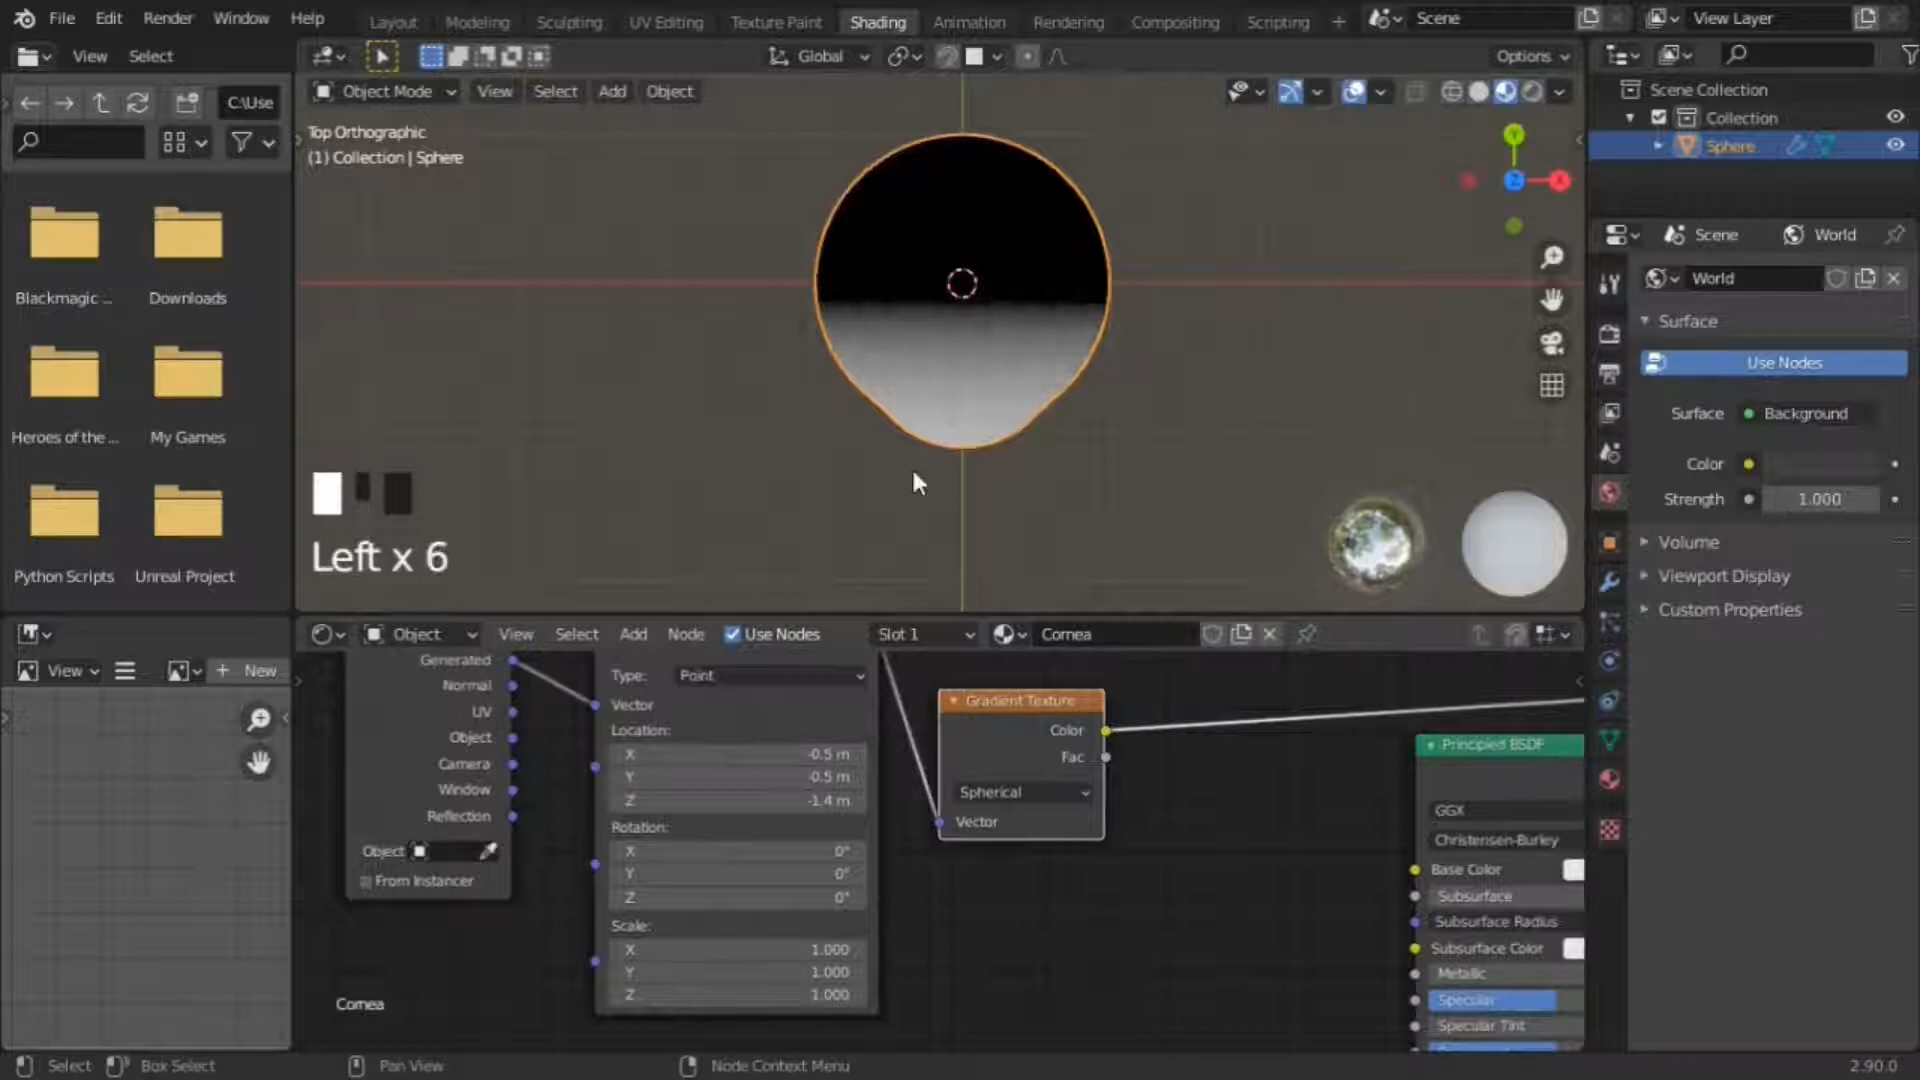 File Edit Render Window Help
Layout Modeling Sculpting UV Editing Texture Paint Shading Animation Rendering Compositing Scripting +
Scene
View Layer
View Select
Global
Options
C:\Use
Object Mode View Select Add Object
Top Orthographic
(1) Collection | Sphere
Scene Collection
Collection
Sphere
Y
X
Z
Blackmagic ...
Downloads
Heroes of the ...
My Games
Python Scripts
Unreal Project
Left x 6
Scene
World
World
Surface
Use Nodes
Surface Background
Color
Strength 1.000
Volume
Viewport Display
Custom Properties
View
+ New
Object View Select Add Node Use Nodes Slot 1 Cornea
Generated
Normal
UV
Object
Camera
Window
Reflection
Object
From Instancer
Type: Point
Vector
Location:
X -0.5 m
Y -0.5 m
Z -1.4 m
Rotation:
X 0°
Y 0°
Z 0°
Scale:
X 1.000
Y 1.000
Z 1.000
Gradient Texture
Color
Fac
Spherical
Vector
Principled BSDF
GGX
Christensen-Burley
Base Color
Subsurface
Subsurface Radius
Subsurface Color
Metallic
Specular
Specular Tint
Cornea
Select
Box Select
Pan View
Node Context Menu
2.90.0